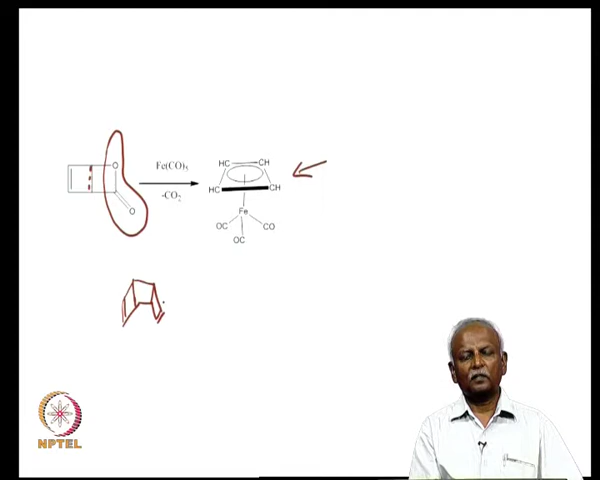 O
O
Fe(CO)5
-CO2
HC CH
HC CH
Fe
OC CO
OC
NPTEL